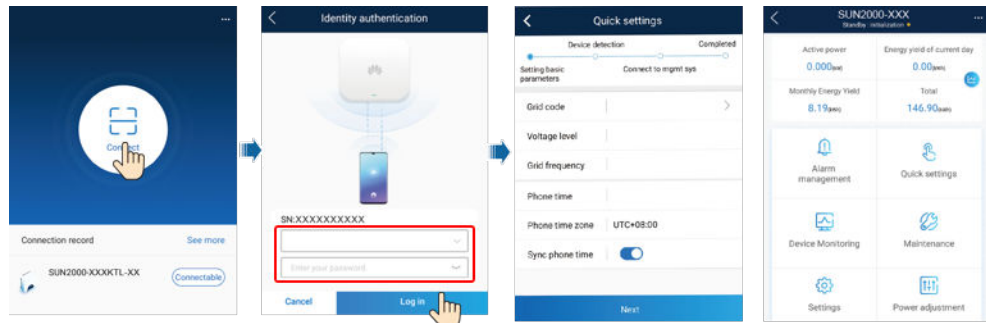 Connect
Connection record
See more
SUN2000-XXXKTL-XX
Connectable
Identity authentication
SN:XXXXXXXXXX
Enter your password
Cancel
Log in
Quick settings
Device detection
Completed
Setting basic
parameters
Connect to mgmt sys
Grid code
Voltage level
Grid frequency
Phone time
Phone time zone
UTC+08:00
Sync phone time
Next
SUN2000-XXX
Standby : initialization
Active power
Energy yield of current day
0.000(kW)
0.00(kWh)
Monthly Energy Yield
Total
8.19(kWh)
146.90(kWh)
Alarm
management
Quick settings
Device Monitoring
Maintenance
Settings
Power adjustment